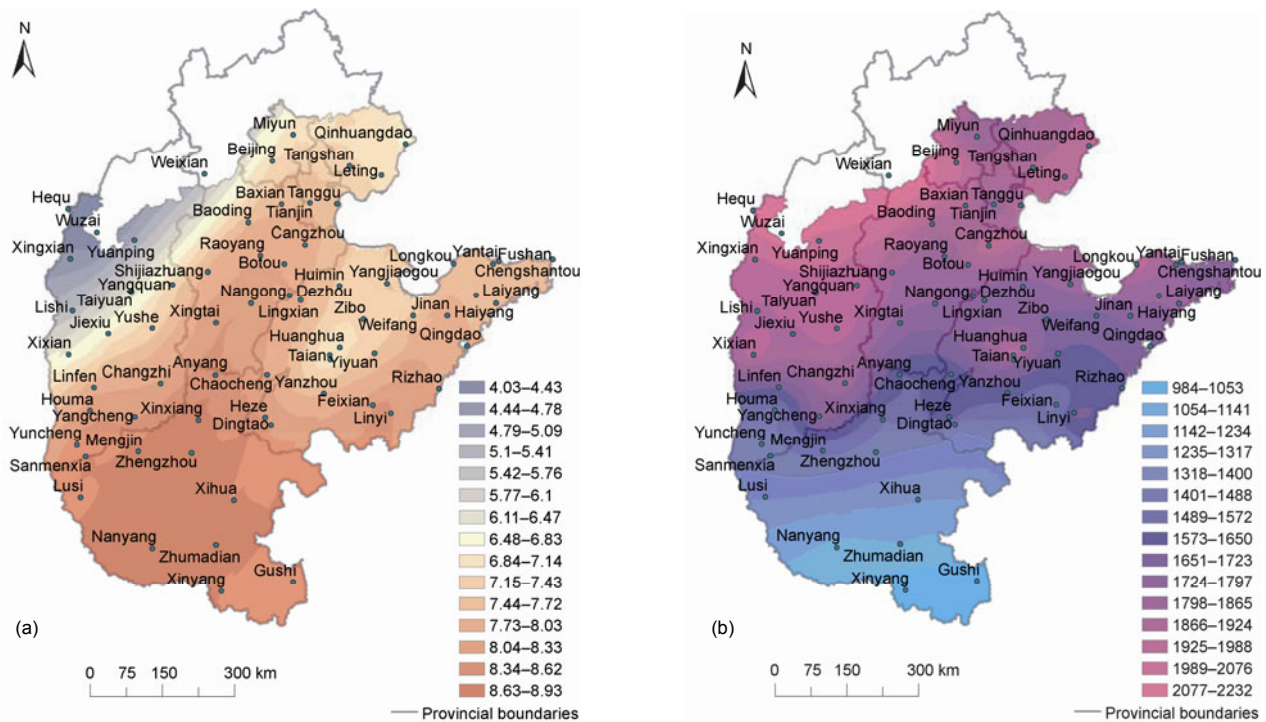 N
Miyun
Qinhuangdao
Beijing
Tangshan
Weixian
Leting
Hequ
Baxian Tanggu
Wuzai
Baoding
Tianjin
Xingxian
Cangzhou
Yuanping
Raoyang
Longkou
Yantai
Fushan
Shijiazhuang
Botou
Huimin
Yangjiaogou
Chengshantou
Yangquan
Nangong
Dezhou
Jinan
Laiyang
Lishi
Taiyuan
Lingxian
Zibo
Haiyang
Jiexiu
Yushe
Xingtai
Weifang
Huanghua
Qingdao
Xixian
Taian
Yiyuan
Anyang
Linfen
Changzhi
Chaocheng
Yanzhou
Rizhao
Houma
Feixian
Yangcheng
Xinxiang
Heze
Linyi
Yuncheng
Mengjin
Dingtao
Sanmenxia
Zhengzhou
Lusi
Xihua
Nanyang
Zhumadian
Gushi
Xinyang
4.03–4.43
4.44–4.78
4.79–5.09
5.1–5.41
5.42–5.76
5.77–6.1
6.11–6.47
6.48–6.83
6.84–7.14
7.15–7.43
7.44–7.72
7.73–8.03
8.04–8.33
8.34–8.62
8.63–8.93
(a)
0 75 150 300 km
Provincial boundaries
N
Miyun
Qinhuangdao
Beijing
Tangshan
Weixian
Leting
Hequ
Baxian Tanggu
Wuzai
Baoding
Tianjin
Xingxian
Cangzhou
Yuanping
Raoyang
Longkou
Yantai
Fushan
Shijiazhuang
Botou
Huimin
Yangjiaogou
Chengshantou
Yangquan
Nangong
Dezhou
Jinan
Laiyang
Lishi
Taiyuan
Lingxian
Zibo
Haiyang
Jiexiu
Yushe
Xingtai
Weifang
Huanghua
Qingdao
Xixian
Taian
Yiyuan
Anyang
Linfen
Changzhi
Chaocheng
Yanzhou
Rizhao
Houma
Feixian
Yangcheng
Xinxiang
Heze
Linyi
Yuncheng
Mengjin
Dingtao
Sanmenxia
Zhengzhou
Lusi
Xihua
Nanyang
Zhumadian
Gushi
Xinyang
984–1053
1054–1141
1142–1234
1235–1317
1318–1400
1401–1488
1489–1572
1573–1650
1651–1723
1724–1797
1798–1865
1866–1924
1925–1988
1989–2076
2077–2232
(b)
0 75 150 300 km
Provincial boundaries